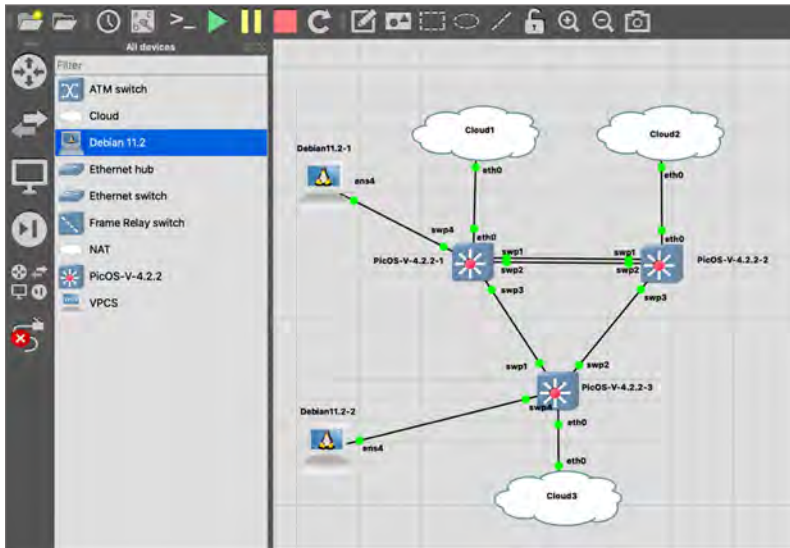 All devices
Filter
ATM switch
Cloud
Debian 11.2
Ethernet hub
Ethernet switch
Frame Relay switch
NAT
PicOS-V-4.2.2
VPCS
Cloud1
Cloud2
Debian11.2-1
eth0
eth0
ens4
swp4
eth0
eth0
swp1
swp1
PicOS-V-4.2.2-1
PicOS-V-4.2.2-2
swp2
swp2
swp3
swp3
swp1
swp2
PicOS-V-4.2.2-3
Debian11.2-2
swp4
eth0
ens4
eth0
Cloud3